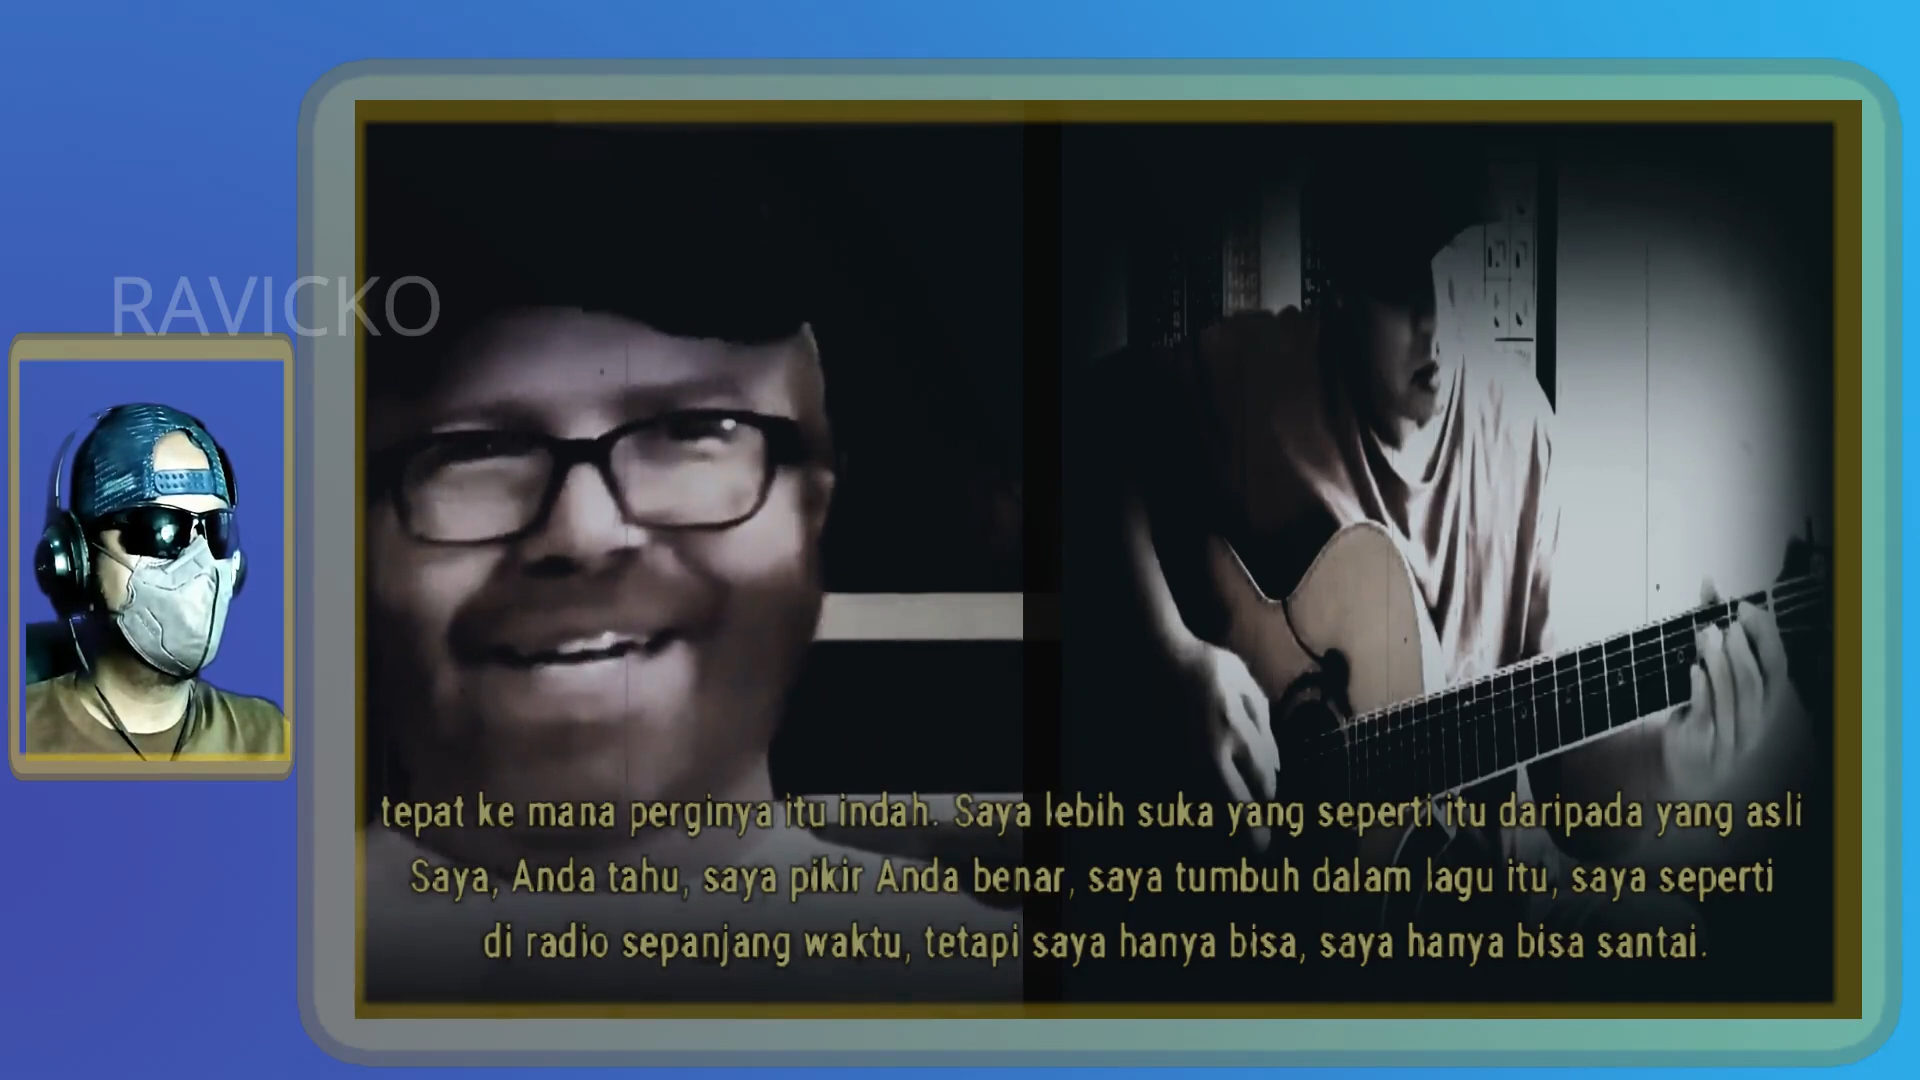 RAVICKO
tepat ke mana perginya itu indah. Saya lebih suka yang seperti itu daripada yang asli
Saya, Anda tahu, saya pikir Anda benar, saya tumbuh dalam lagu itu, saya seperti
di radio sepanjang waktu, tetapi saya hanya bisa, saya hanya bisa santai.